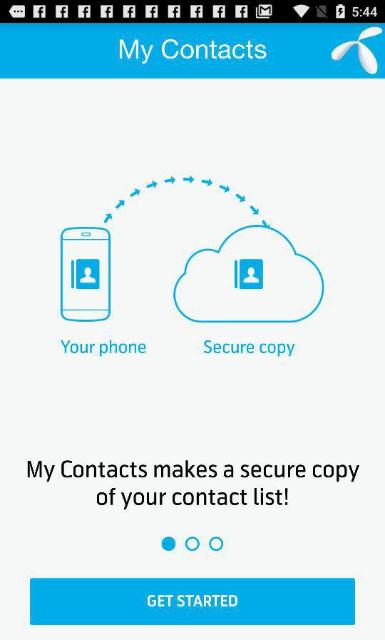 5:44
My Contacts
Your phone
Secure copy
My Contacts makes a secure copy
of your contact list!
GET STARTED